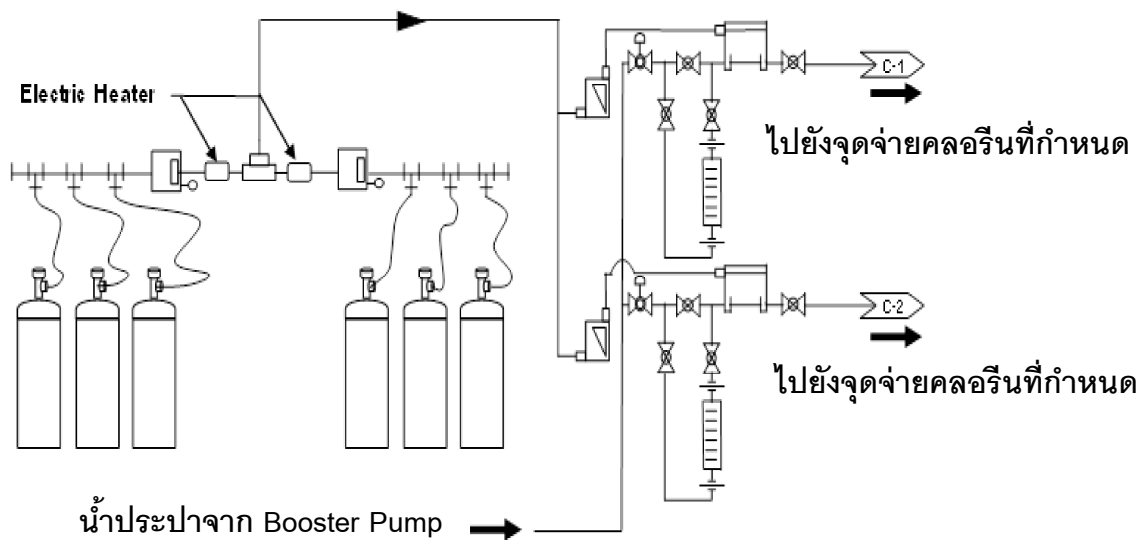 Electric Heater
C-1
ไปยังจุดจ่ายคลอรีนที่กำหนด
C-2
ไปยังจุดจ่ายคลอรีนที่กำหนด
น้ำประปาจาก Booster Pump